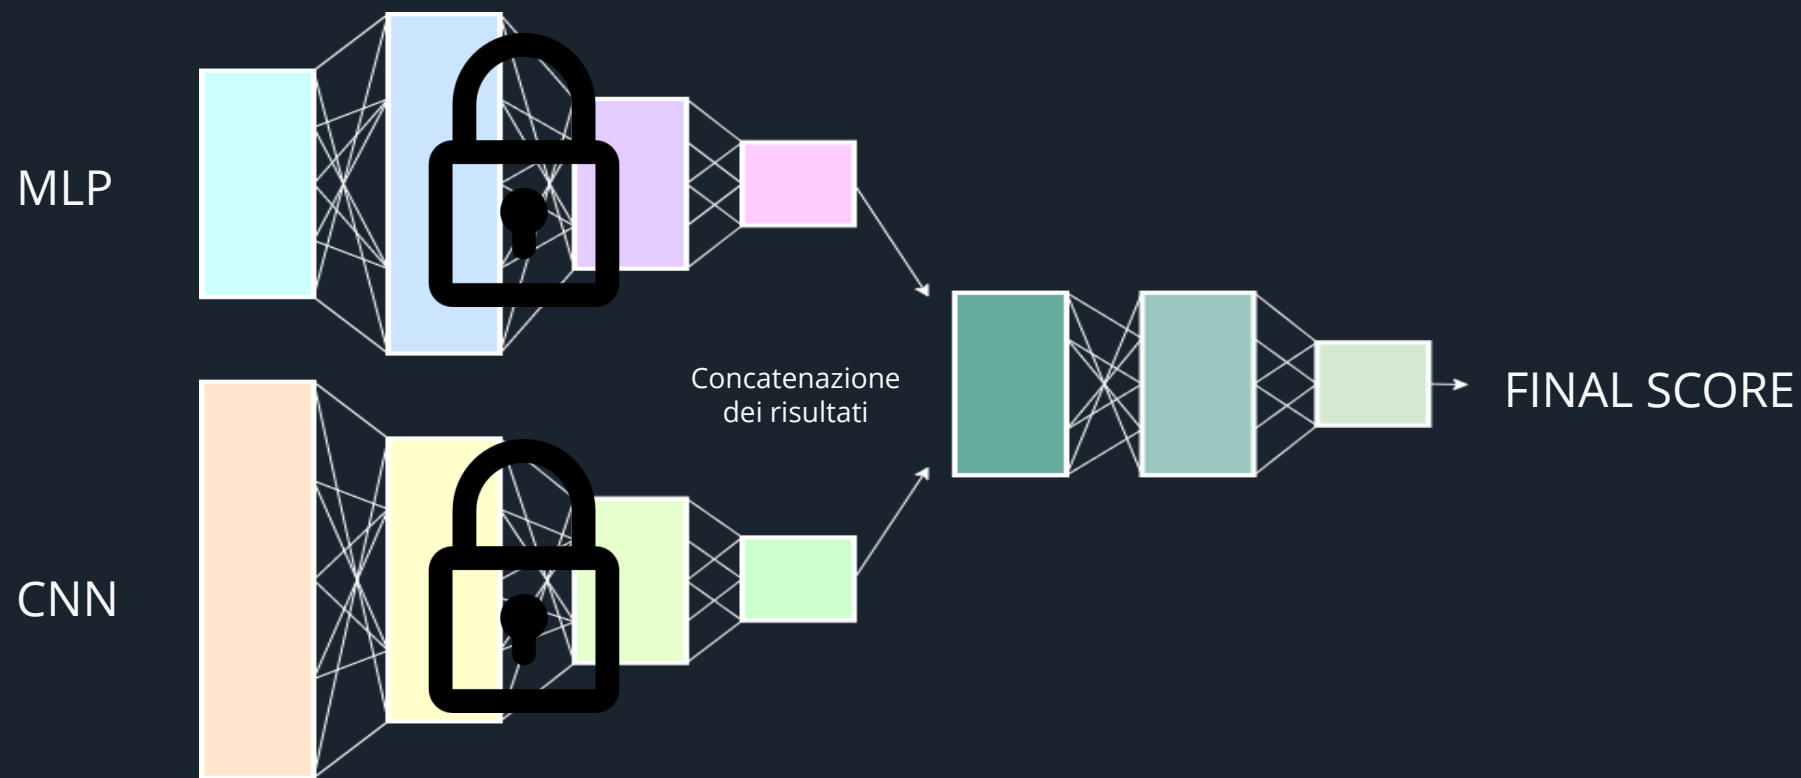 MLP
Concatenazione
dei risultati
FINAL SCORE
CNN